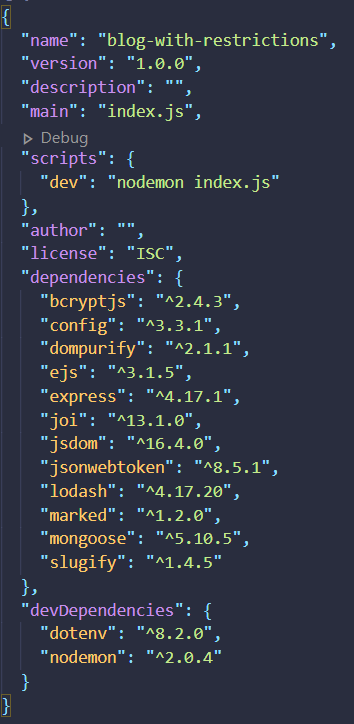 {
  "name": "blog-with-restrictions",
  "version": "1.0.0",
  "description": "",
  "main": "index.js",
  Debug
  "scripts": {
    "dev": "nodemon index.js"
  },
  "author": "",
  "license": "ISC",
  "dependencies": {
    "bcryptjs": "^2.4.3",
    "config": "^3.3.1",
    "dompurify": "^2.1.1",
    "ejs": "^3.1.5",
    "express": "^4.17.1",
    "joi": "^13.1.0",
    "jsdom": "^16.4.0",
    "jsonwebtoken": "^8.5.1",
    "lodash": "^4.17.20",
    "marked": "^1.2.0",
    "mongoose": "^5.10.5",
    "slugify": "^1.4.5"
  },
  "devDependencies": {
    "dotenv": "^8.2.0",
    "nodemon": "^2.0.4"
  }
}